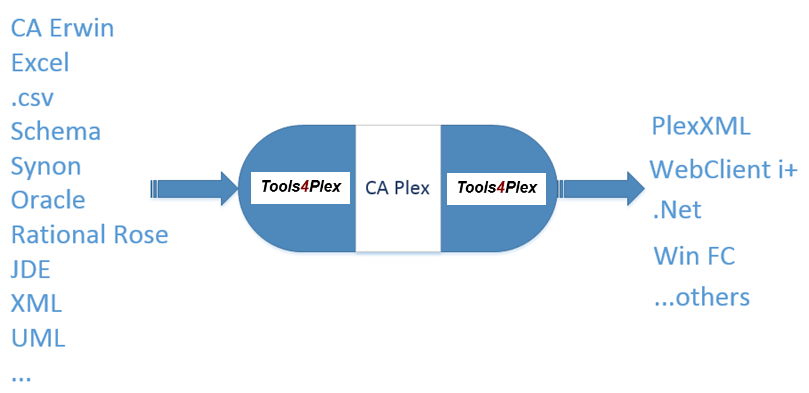 CA Erwin
Excel
.csv
Schema
Synon
Oracle
Rational Rose
JDE
XML
UML
...
Tools4Plex
CA Plex
Tools4Plex
PlexXML
WebClient i+
.Net
Win FC
...others